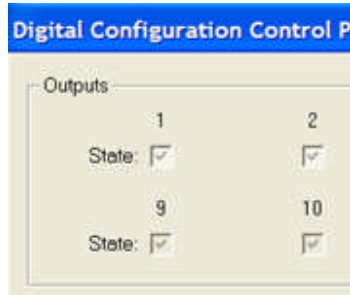 Digital Configuration Control P
Outputs
1 2
State:
9 10
State: